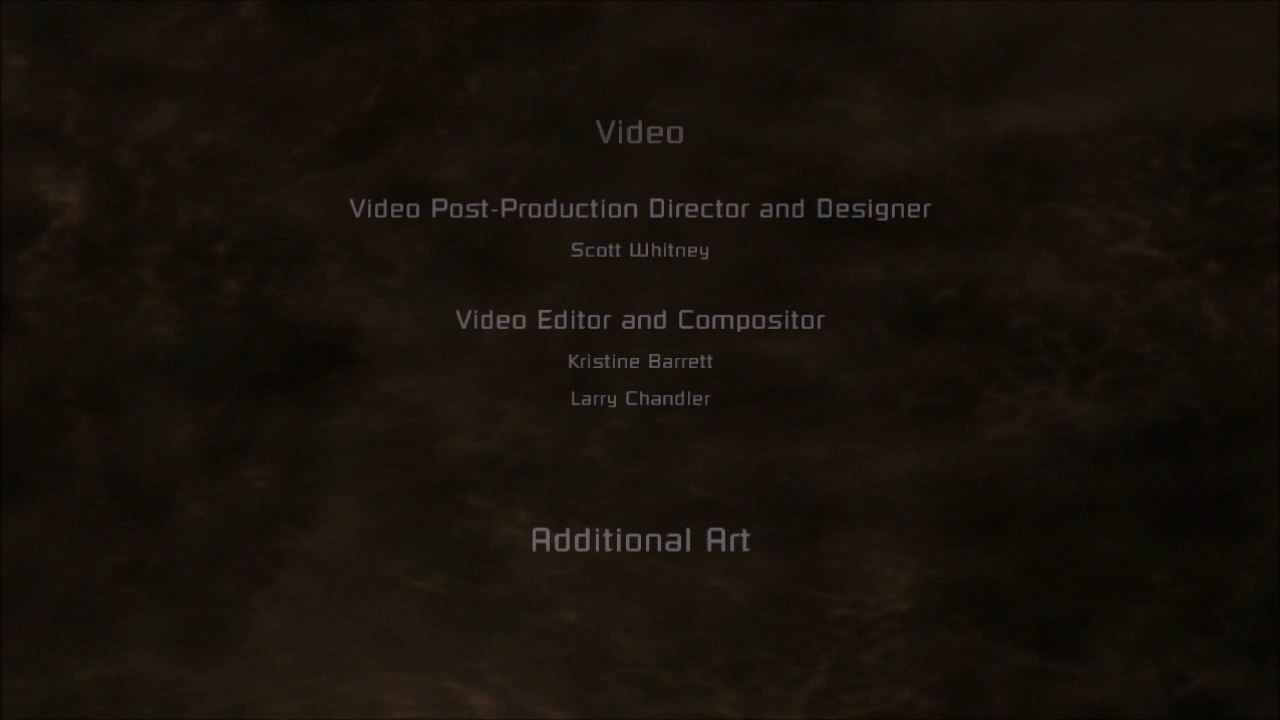 Video
Video Post-Production Director and Designer
Scott Whitney
Video Editor and Compositor
Kristine Barrett
Larry Chandler
Additional Art